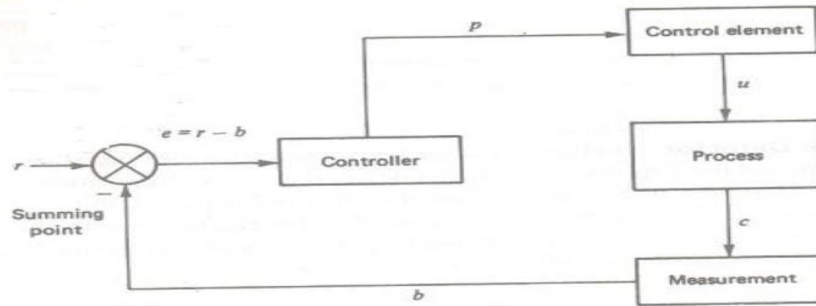 p
Control element
u
e = r − b
Controller
Process
r
−
Summing
point
c
Measurement
b